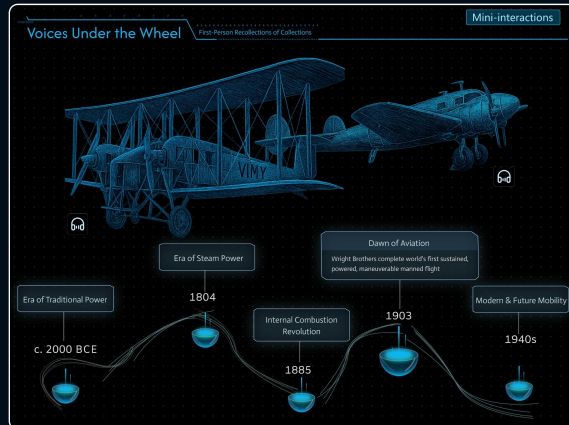 Mini-interactions
Voices Under the Wheel
First-Person Recollections of Collections
VIMY
Dawn of Aviation
Wright Brothers complete world's first sustained,
powered, maneuverable manned flight
Era of Steam Power
Era of Traditional Power
Modern & Future Mobility
1804
1903
Internal Combustion
Revolution
c. 2000 BCE
1940s
1885